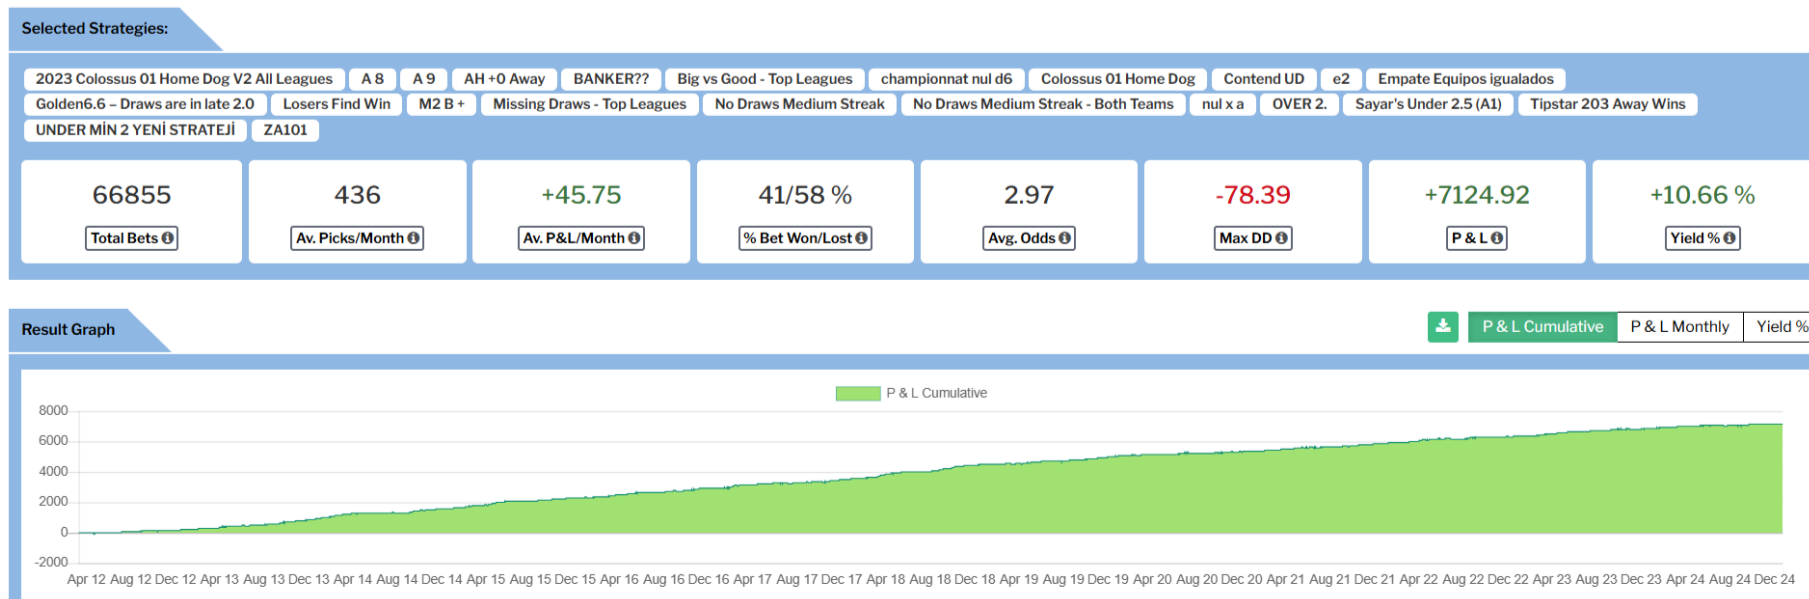 Selected Strategies:
2023 Colossus 01 Home Dog V2 All Leagues A 8 A 9 AH +0 Away BANKER?? Big vs Good - Top Leagues championnat nul d6 Colossus 01 Home Dog Contend UD e2 Empate Equipos igualados
Golden6.6 – Draws are in late 2.0 Losers Find Win M2 B + Missing Draws - Top Leagues No Draws Medium Streak No Draws Medium Streak - Both Teams nul x a OVER 2. Sayar's Under 2.5 (A1) Tipstar 203 Away Wins
UNDER MİN 2 YENİ STRATEJİ ZA101
66855 436 +45.75 41/58 % 2.97 -78.39 +7124.92 +10.66 %
Total Bets Av. Picks/Month Av. P&L/Month % Bet Won/Lost Avg. Odds Max DD P & L Yield %
Result Graph
P & L Cumulative P & L Monthly Yield %
P & L Cumulative
8000
6000
4000
2000
0
-2000
Apr 12 Aug 12 Dec 12 Apr 13 Aug 13 Dec 13 Apr 14 Aug 14 Dec 14 Apr 15 Aug 15 Dec 15 Apr 16 Aug 16 Dec 16 Apr 17 Aug 17 Dec 17 Apr 18 Aug 18 Dec 18 Apr 19 Aug 19 Dec 19 Apr 20 Aug 20 Dec 20 Apr 21 Aug 21 Dec 21 Apr 22 Aug 22 Dec 22 Apr 23 Aug 23 Dec 23 Apr 24 Aug 24 Dec 24